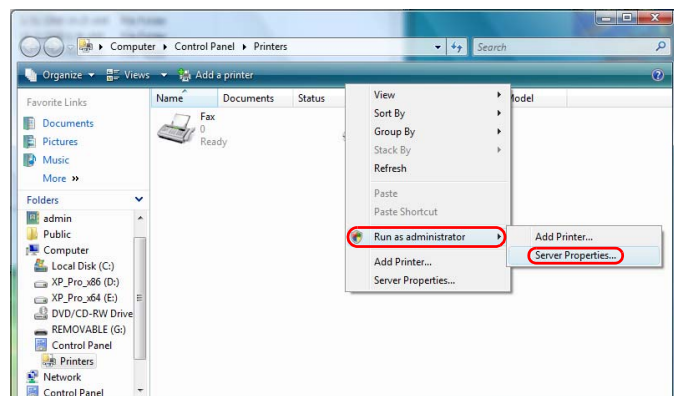 Computer ▸ Control Panel ▸ Printers
Search
Organize
Views
Add a printer
Favorite Links
Documents
Pictures
Music
More »
Folders
admin
Public
Computer
Local Disk (C:)
XP_Pro_x86 (D:)
XP_Pro_x64 (E:)
DVD/CD-RW Drive
REMOVABLE (G:)
Control Panel
Printers
Network
Control Panel
Name Documents Status Model
Fax
0
Ready
View
Sort By
Group By
Stack By
Refresh
Paste
Paste Shortcut
Run as administrator
Add Printer...
Server Properties...
Add Printer...
Server Properties...